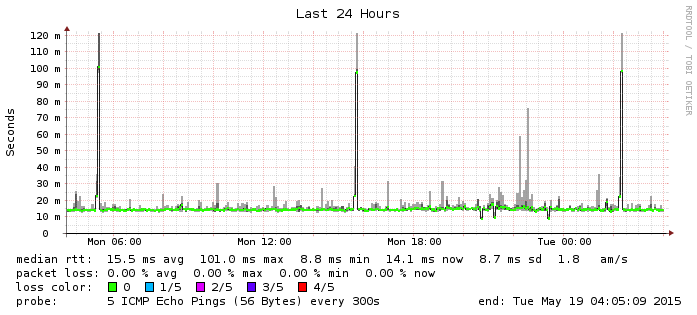 Last 24 Hours
RRDTOOL / TOBI OETIKER
Seconds
120 m
110 m
100 m
90 m
80 m
70 m
60 m
50 m
40 m
30 m
20 m
10 m
0
Mon 06:00 Mon 12:00 Mon 18:00 Tue 00:00
median rtt: 15.5 ms avg 101.0 ms max 8.8 ms min 14.1 ms now 8.7 ms sd 1.8 am/s
packet loss: 0.00 % avg 0.00 % max 0.00 % min 0.00 % now
loss color: 0 1/5 2/5 3/5 4/5
probe: 5 ICMP Echo Pings (56 Bytes) every 300s end: Tue May 19 04:05:09 2015